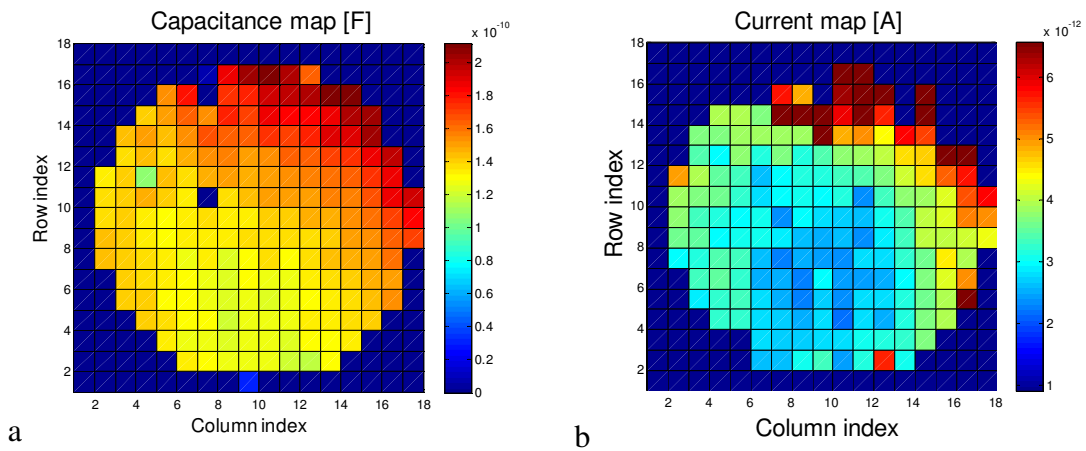 Capacitance map [F]
x 10^-10
18
16
14
12
10
8
6
4
2
2 4 6 8 10 12 14 16 18
Row index
Column index
2
1.8
1.6
1.4
1.2
1
0.8
0.6
0.4
0.2
0
a
Current map [A]
x 10^-12
18
16
14
12
10
8
6
4
2
2 4 6 8 10 12 14 16 18
Row index
Column index
6
5
4
3
2
1
b